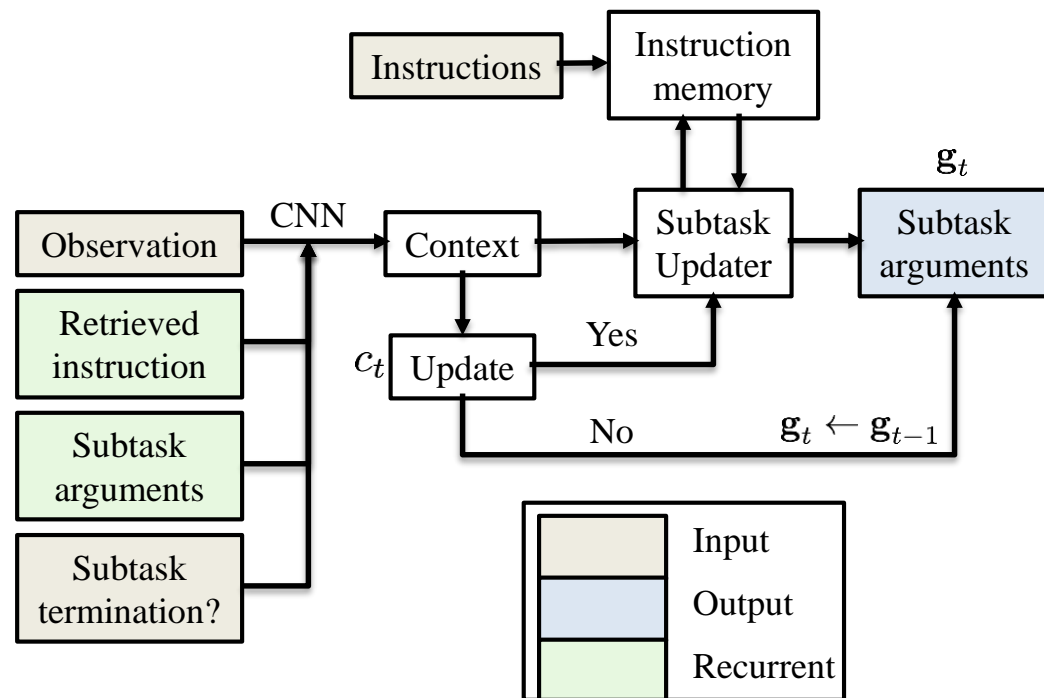 Instructions
Instruction
memory
g_t
CNN
Observation
Context
Subtask
Updater
Subtask
arguments
Retrieved
instruction
c_t
Update
Yes
No
g_t ← g_{t−1}
Subtask
arguments
Subtask
termination?
Input
Output
Recurrent